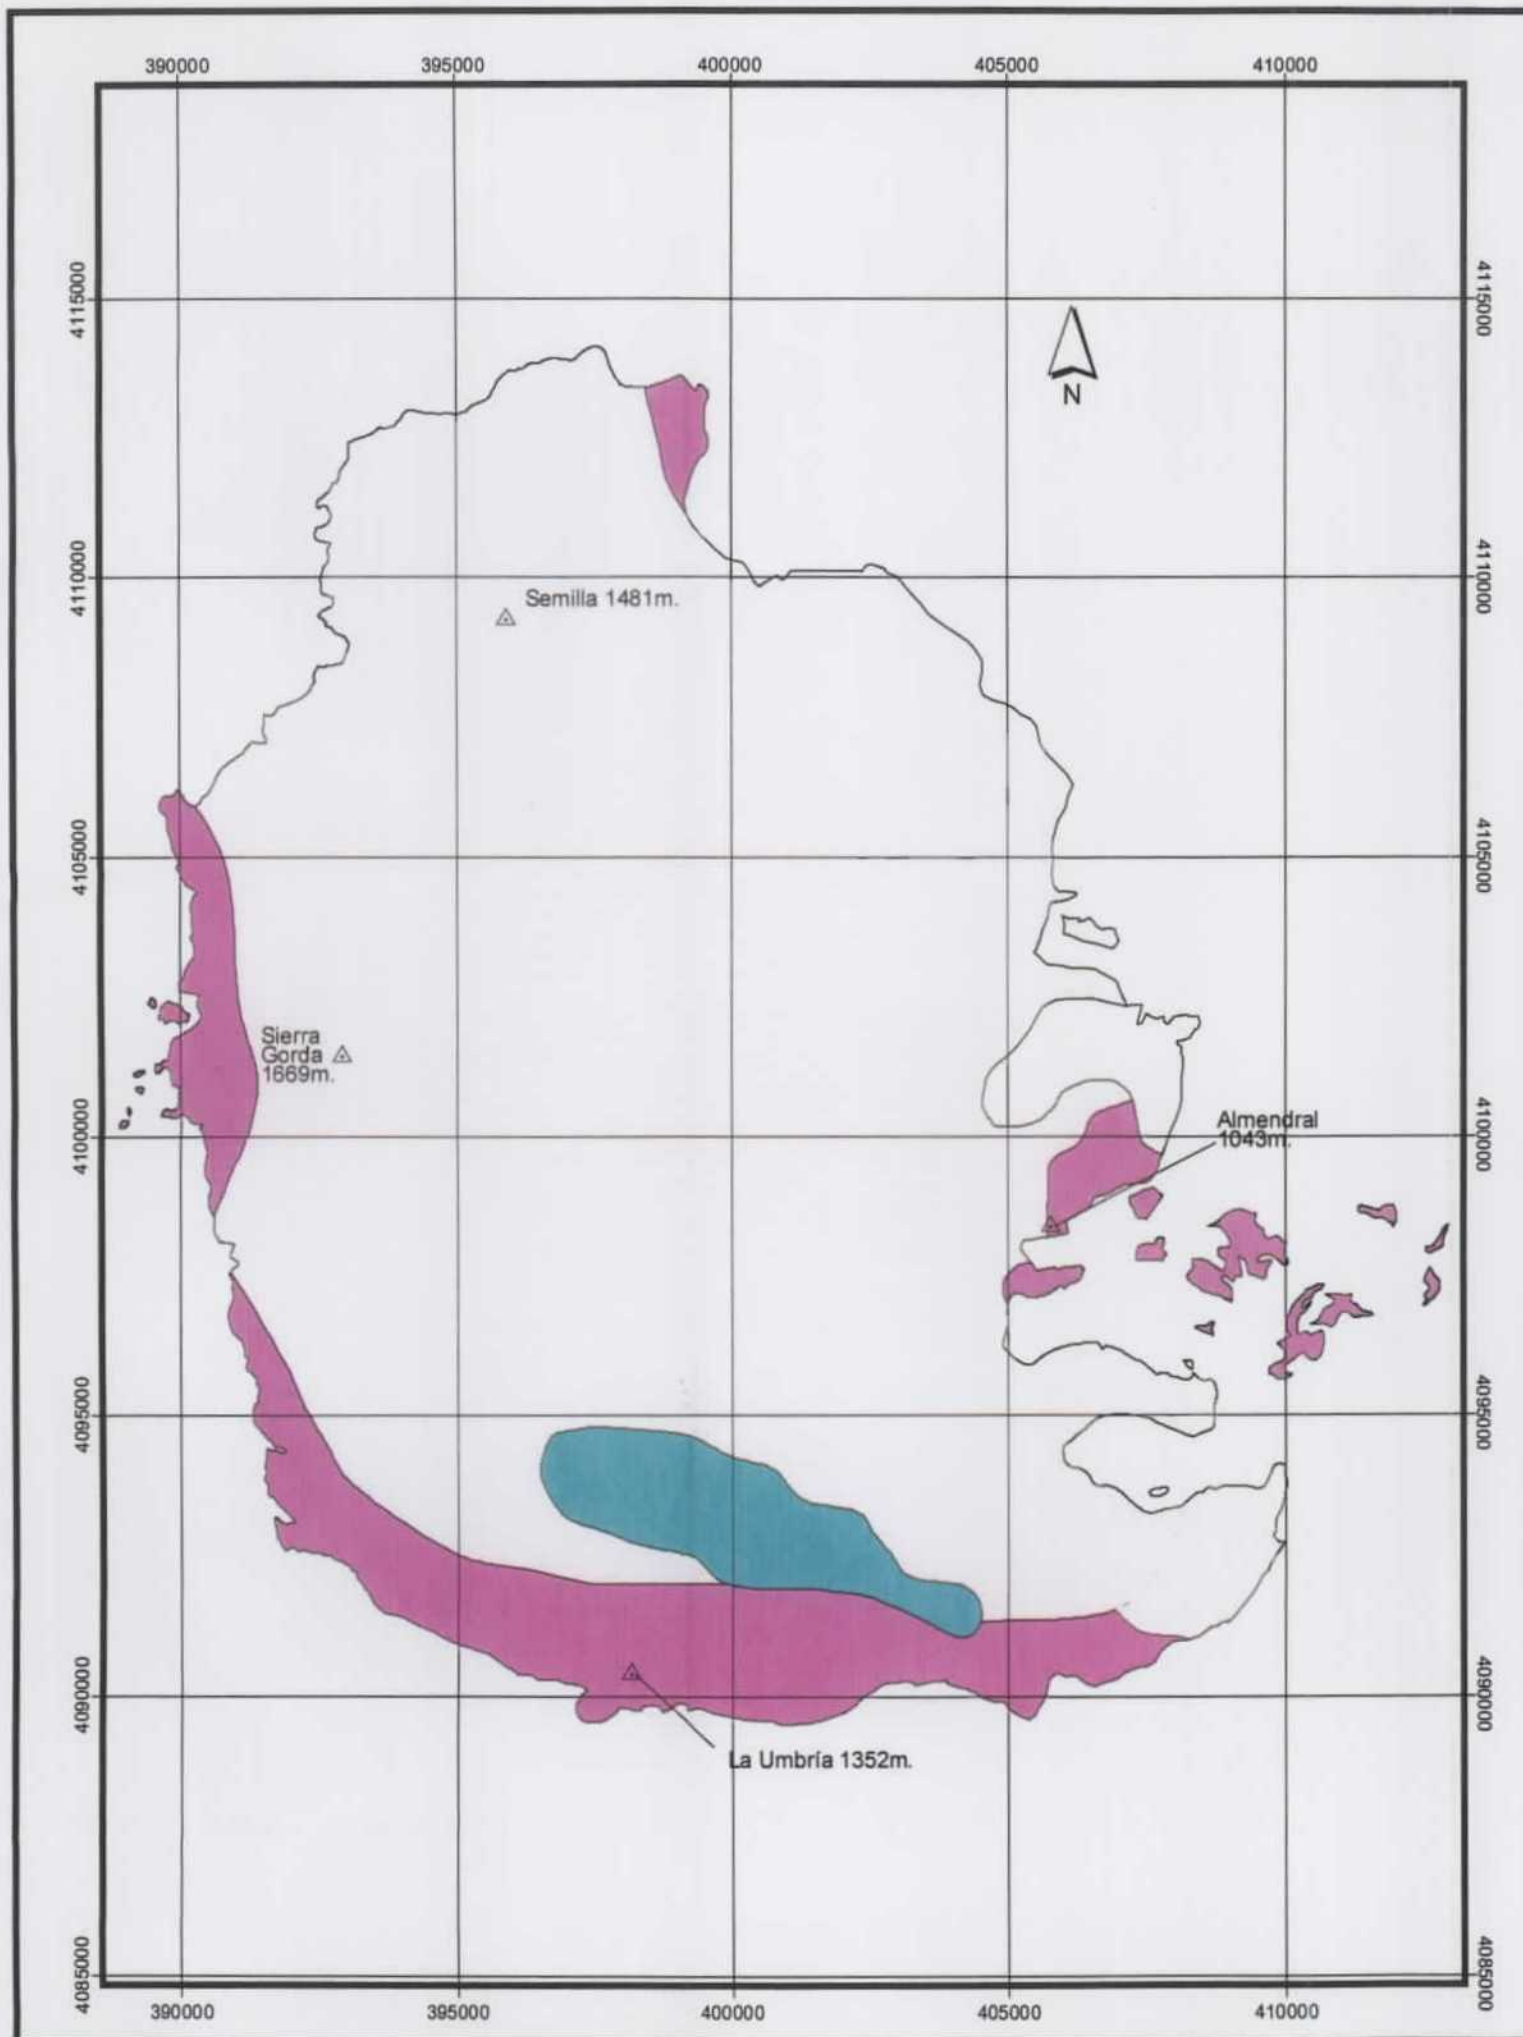 390000 395000 400000 405000 410000
4115000 4115000
N
4110000 4110000
Semilla 1481m.
4105000 4105000
Sierra
Gorda
1669m.
Almendral
1043m.
4100000 4100000
4095000 4095000
4090000 4090000
La Umbría 1352m.
4085000 4085000
390000 395000 400000 405000 410000